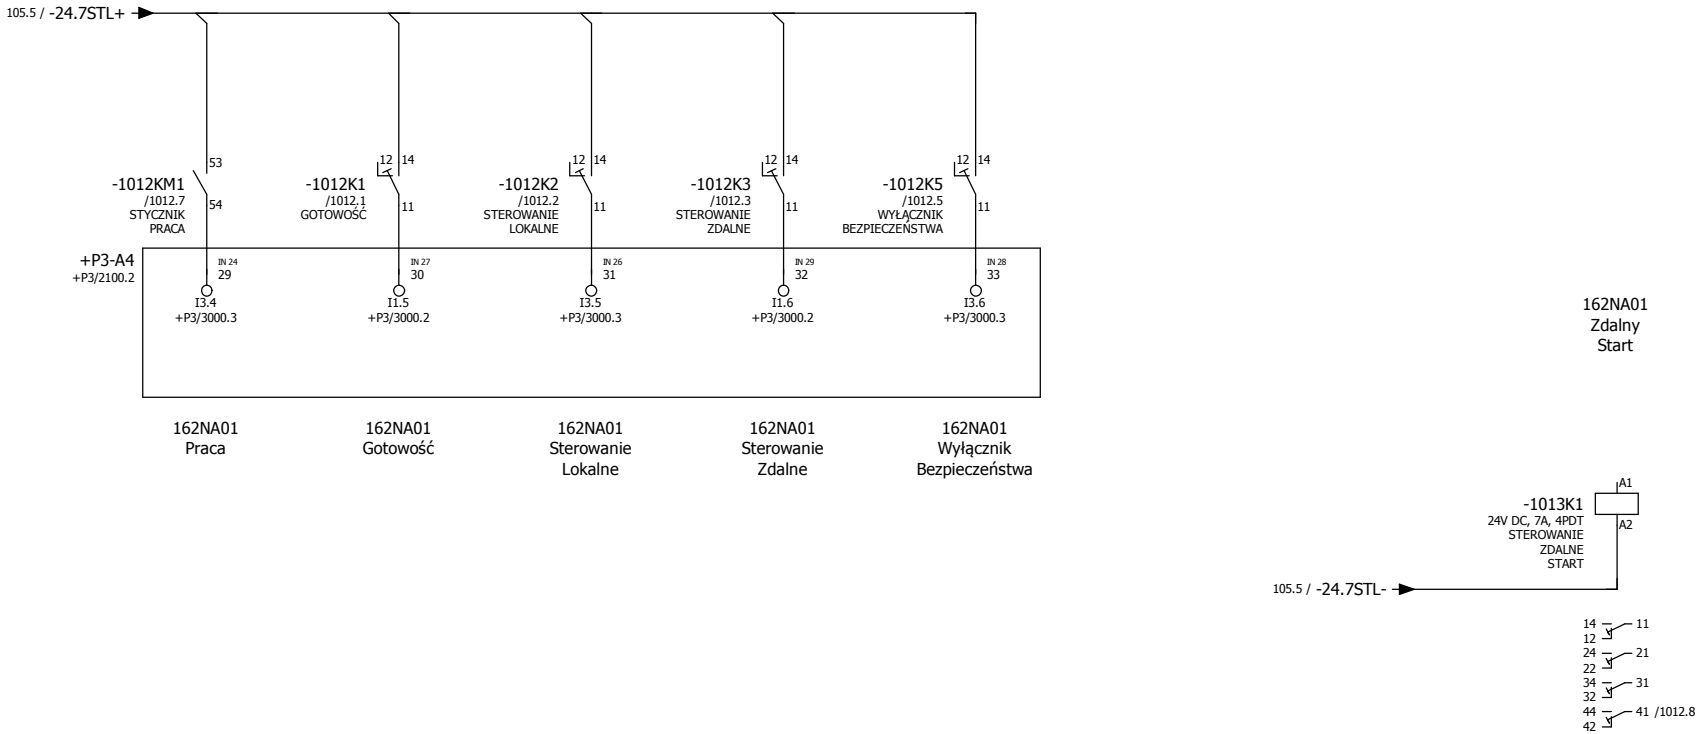 105.5 / -24.7STL+
53
12 14
12 14
12 14
12 14
-1012KM1
/1012.7
STYCZNIK
PRACA
54
-1012K1
/1012.1
GOTOWOŚĆ
11
-1012K2
/1012.2
STEROWANIE
LOKALNE
11
-1012K3
/1012.3
STEROWANIE
ZDALNE
11
-1012K5
/1012.5
WYŁĄCZNIK
BEZPIECZEŃSTWA
11
+P3-A4
+P3/2100.2
IN 24
29
I3.4
+P3/3000.3
IN 27
30
I1.5
+P3/3000.2
IN 26
31
I3.5
+P3/3000.3
IN 29
32
I1.6
+P3/3000.2
IN 28
33
I3.6
+P3/3000.3
162NA01
Zdalny
Start
162NA01
Praca
162NA01
Gotowość
162NA01
Sterowanie
Lokalne
162NA01
Sterowanie
Zdalne
162NA01
Wyłącznik
Bezpieczeństwa
A1
-1013K1
24V DC, 7A, 4PDT
STEROWANIE
ZDALNE
START
A2
105.5 / -24.7STL-
14 11
12
24 21
22
34 31
32
44 41 /1012.8
42